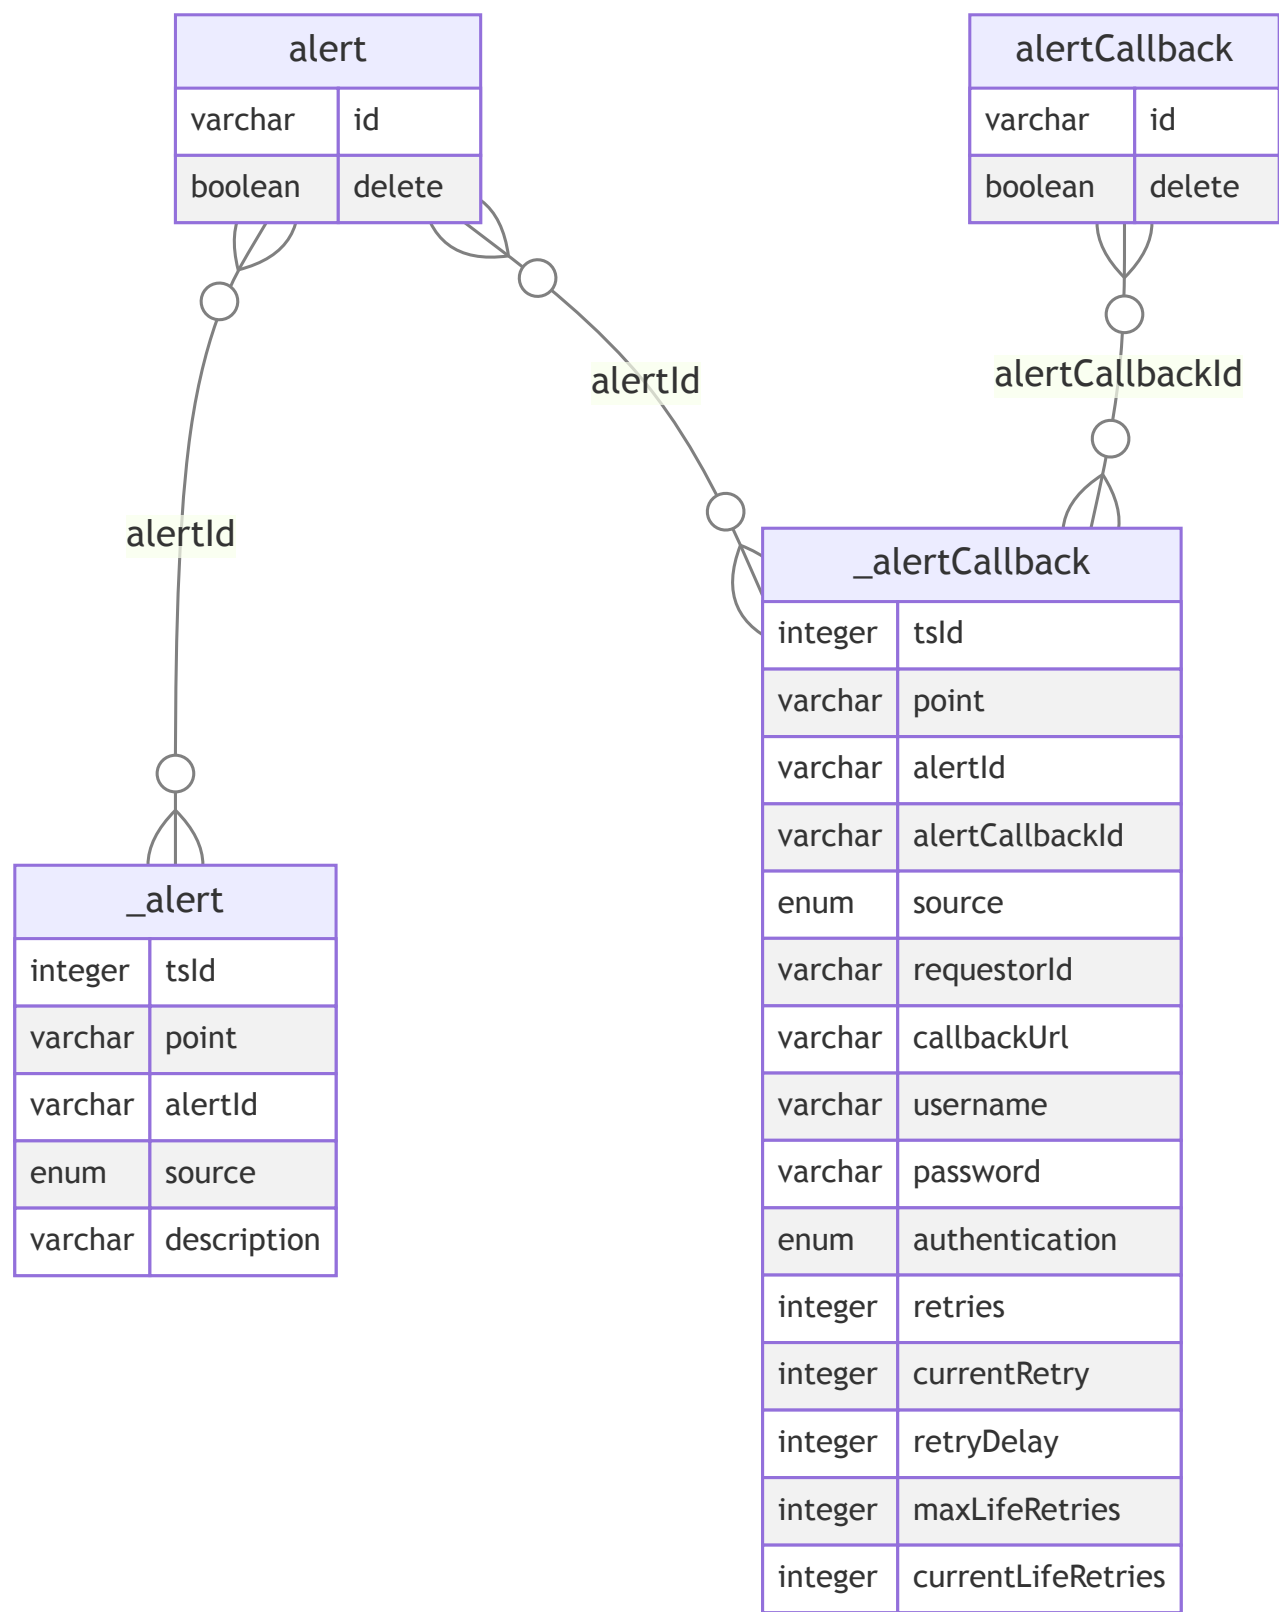 alert
varchar id
boolean delete
alertCallback
varchar id
boolean delete
alertId
alertCallbackId
alertId
_alertCallback
integer tsId
varchar point
varchar alertId
varchar alertCallbackId
enum source
varchar requestorId
varchar callbackUrl
varchar username
varchar password
enum authentication
integer retries
integer currentRetry
integer retryDelay
integer maxLifeRetries
integer currentLifeRetries
_alert
integer tsId
varchar point
varchar alertId
enum source
varchar description